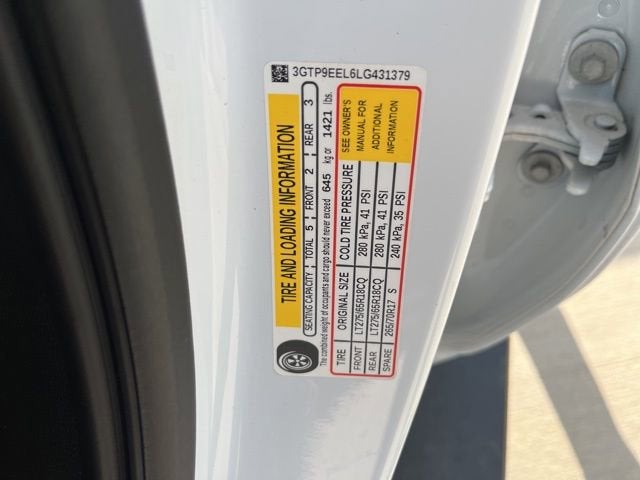 3GTP9EEL6LG431379
TIRE AND LOADING INFORMATION
SEATING CAPACITY TOTAL 5 FRONT 2 REAR 3
The combined weight of occupants and cargo should never exceed 645 kg or 1421 lbs.
TIRE ORIGINAL SIZE COLD TIRE PRESSURE SEE OWNER'S
FRONT LT275/65R18CQ 280 kPa, 41 PSI MANUAL FOR
REAR LT275/65R18CQ 280 kPa, 41 PSI ADDITIONAL
SPARE 265/70R17 S 240 kPa, 35 PSI INFORMATION